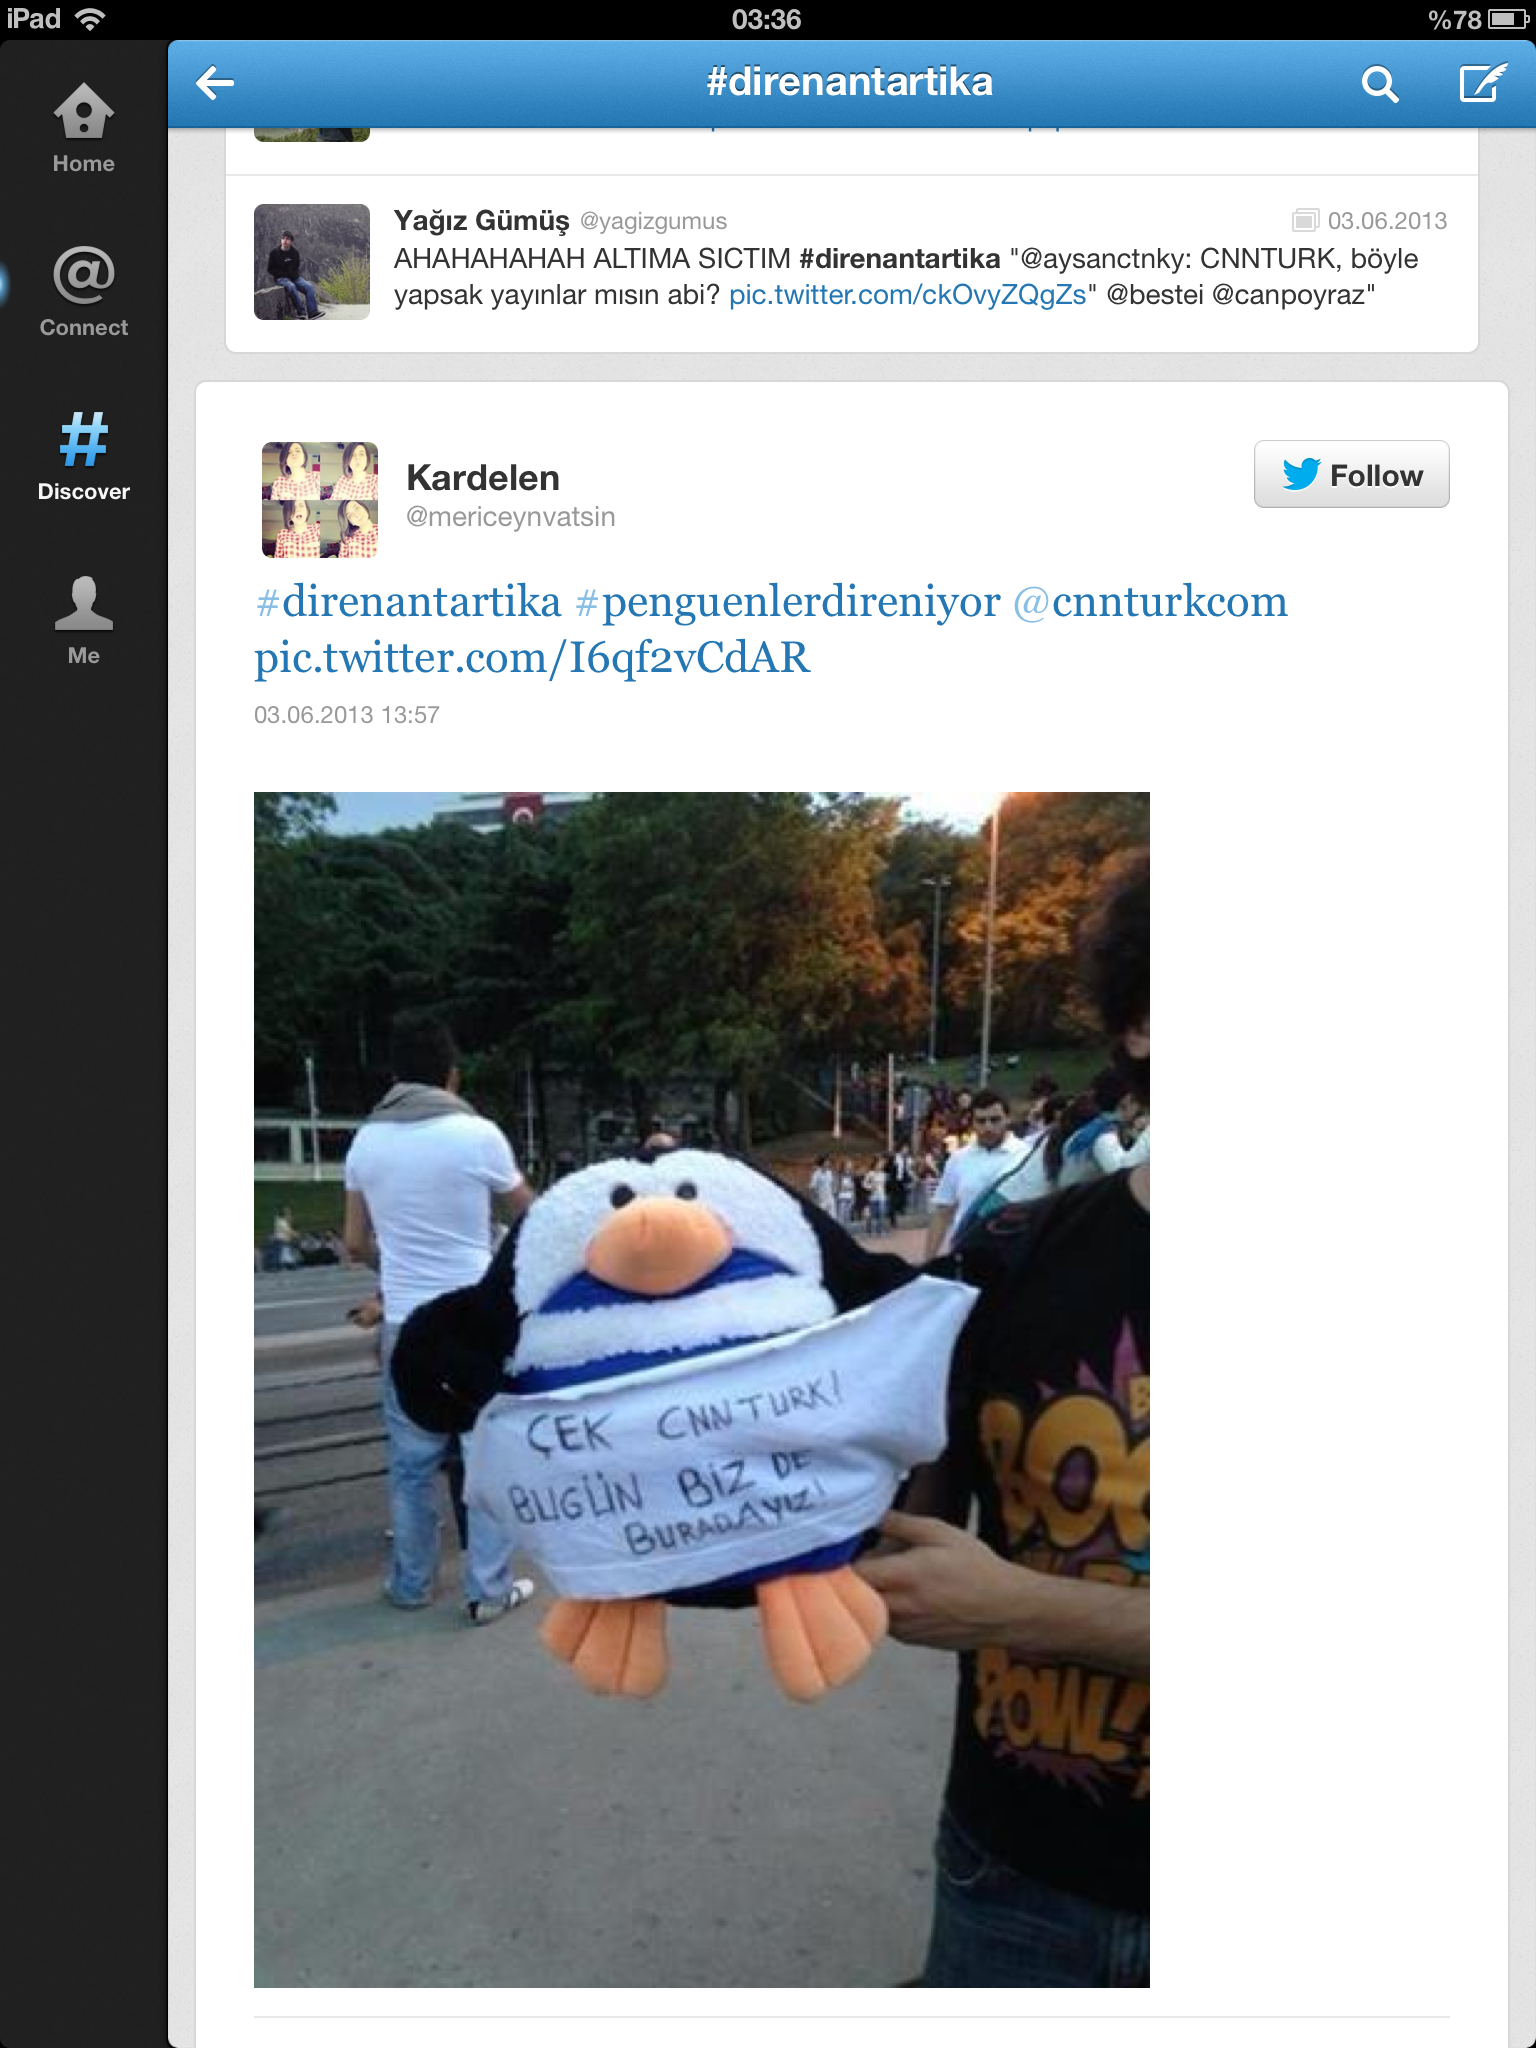 iPad
03:36
%78
#direnantartika
Home
Connect
Discover
Me
Yağız Gümüş @yagizgumus
03.06.2013
AHAHAHAHAH ALTIMA SICTIM #direnantartika "@aysanctnky: CNNTURK, böyle
yapsak yayınlar mısın abi? pic.twitter.com/ckOvyZQgZs" @bestei @canpoyraz"
Kardelen
@mericeynvatsin
Follow
#direnantartika #penguenlerdireniyor @cnnturkcom
pic.twitter.com/I6qf2vCdAR
03.06.2013 13:57
ÇEK CNNTURK!
BUGÜN BİZ DE
BURADAYIZ!
POW!